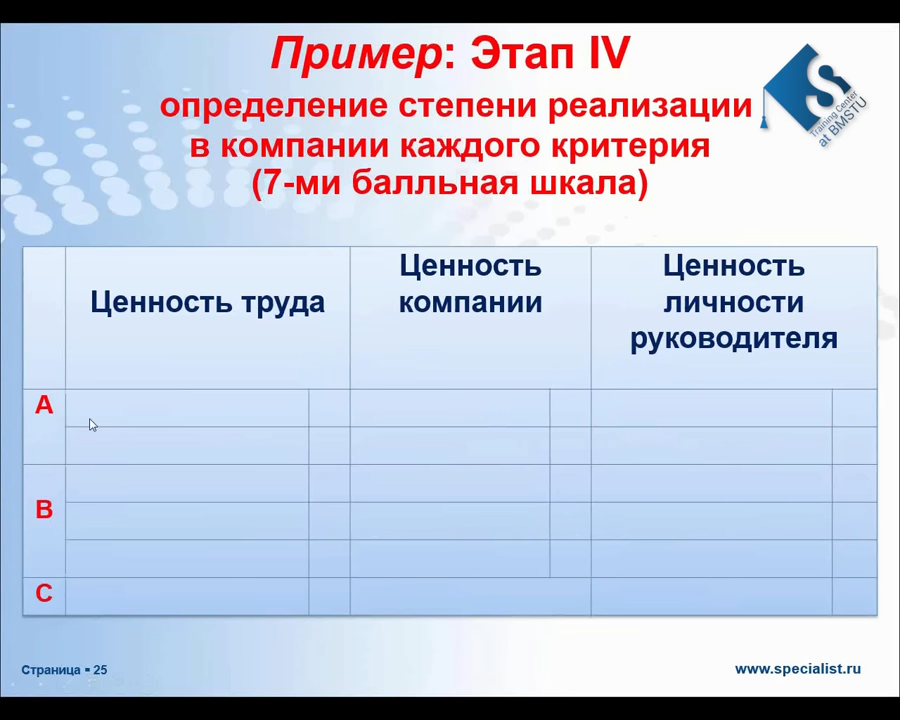 Пример: Этап IV
определение степени реализации
в компании каждого критерия
(7-ми балльная шкала)
S
Training Center
at BMSTU
Ценность труда
Ценность
компании
Ценность
личности
руководителя
A
B
C
Страница ▪ 25
www.specialist.ru